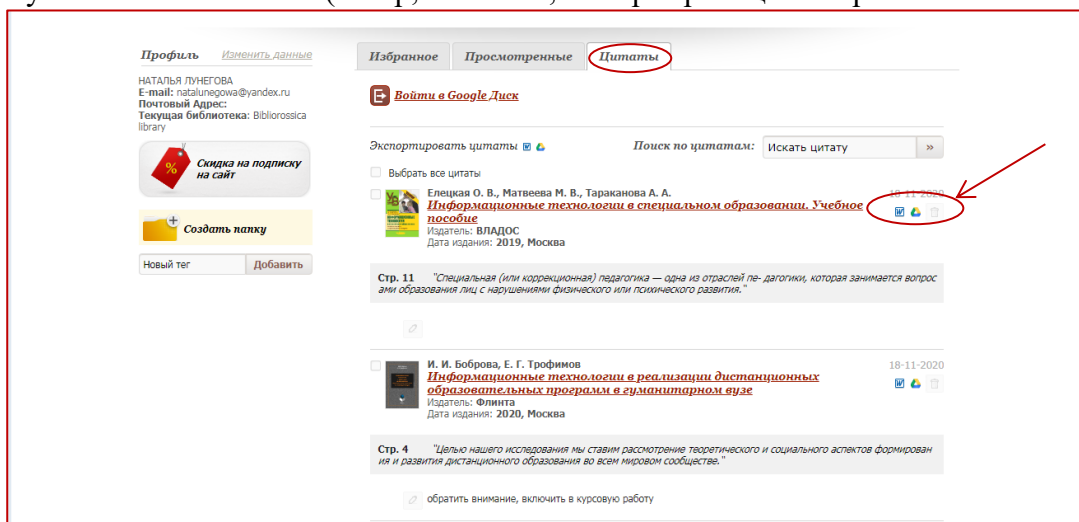 Профиль Изменить данные
НАТАЛЬЯ ЛУНЕГОВА
E-mail: natalunegowa@yandex.ru
Почтовый Адрес:
Текущая библиотека: Bibliorossica
library
%
Скидка на подписку
на сайт
Создать папку
Новый тег Добавить
Избранное Просмотренные Цитаты
Войти в Google Диск
Экспортировать цитаты Поиск по цитатам: Искать цитату »
Выбрать все цитаты
Елецкая О. В., Матвеева М. В., Тараканова А. А. 18-11-2020
Информационные технологии в специальном образовании. Учебное
пособие
Издатель: ВЛАДОС
Дата издания: 2019, Москва
Стр. 11 "Специальная (или коррекционная) педагогика — одна из отраслей пе- дагогики, которая занимается вопрос
ами образования лиц с нарушениями физического или психического развития."
И. И. Боброва, Е. Г. Трофимов 18-11-2020
Информационные технологии в реализации дистанционных
образовательных программ в гуманитарном вузе
Издатель: Флинта
Дата издания: 2020, Москва
Стр. 4 "Целью нашего исследования мы ставим рассмотрение теоретического и социального аспектов формирован
ия и развития дистанционного образования во всем мировом сообществе."
обратить внимание, включить в курсовую работу